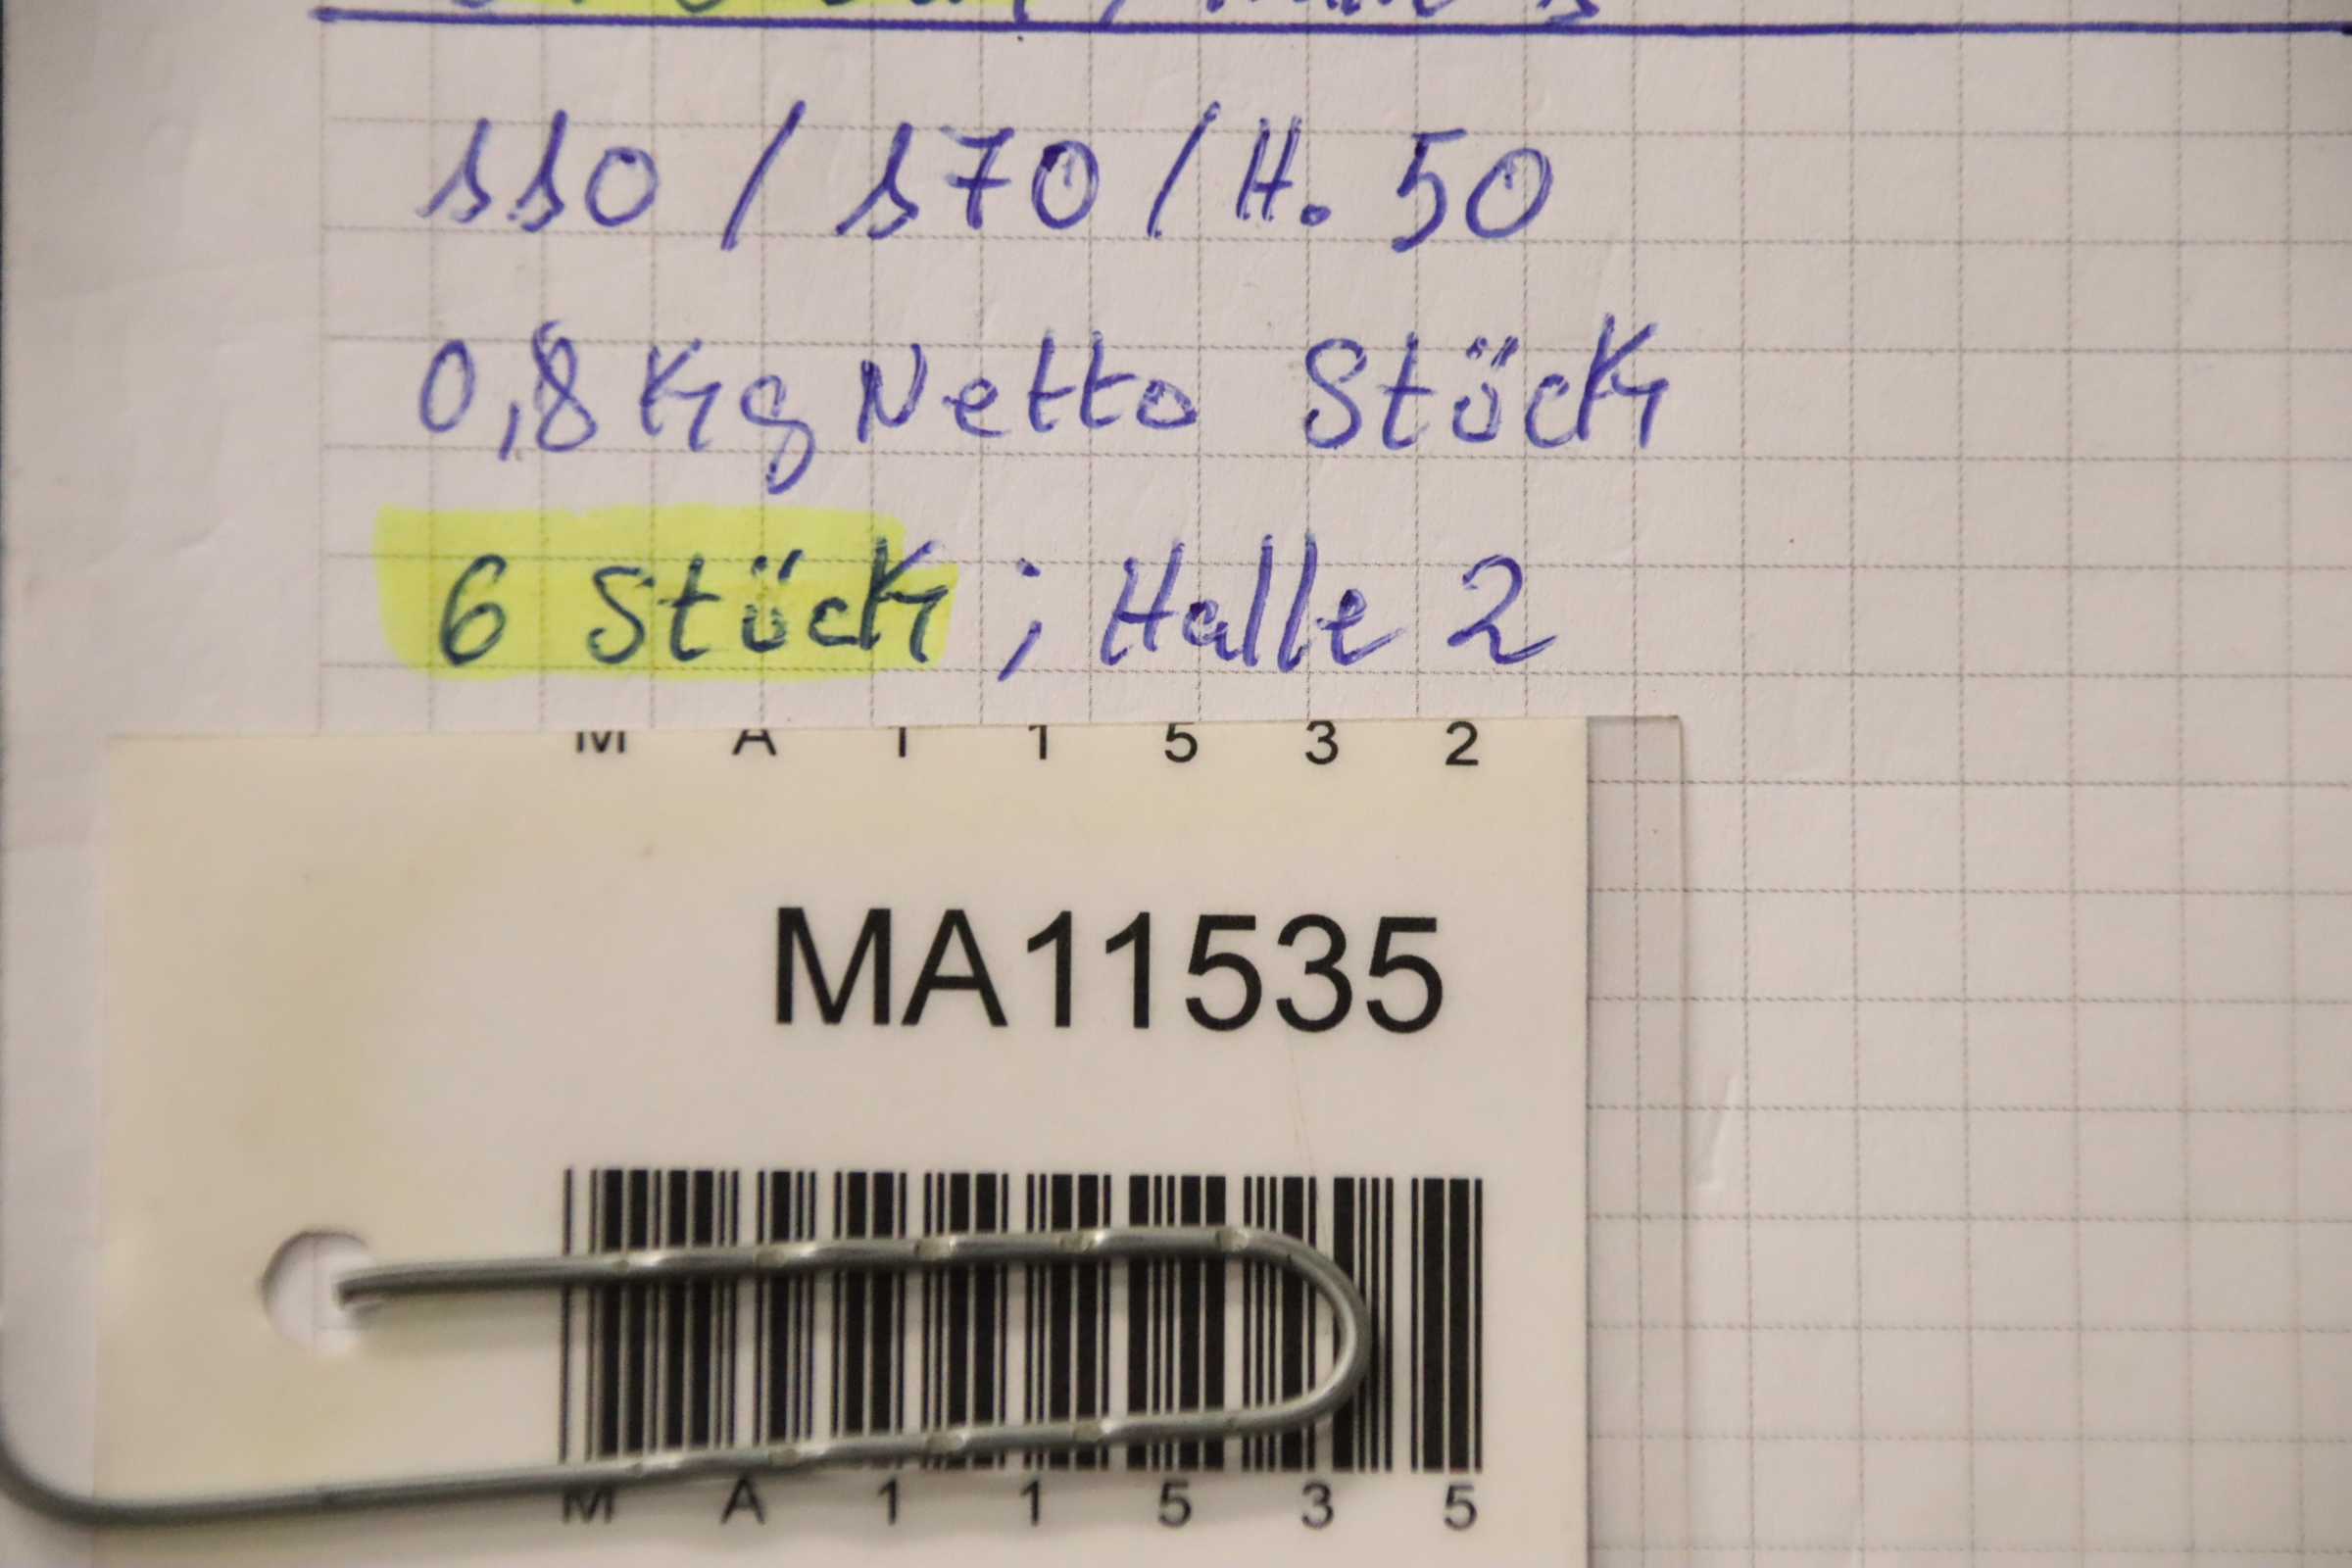 110 / 170 / H. 50
0,8 Kg Netto Stück
6 Stück ; Halle 2
M A 1 1 5 3 2
MA11535
M A 1 1 5 3 5